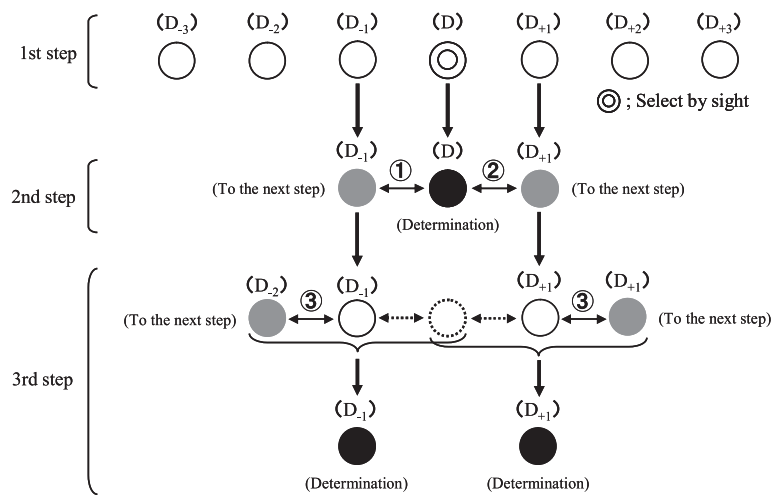 (D-3) (D-2) (D-1) (D) (D+1) (D+2) (D+3)
1st step
; Select by sight
(D-1) ① (D) ② (D+1)
2nd step
(To the next step) (To the next step)
(Determination)
(D-2) ③ (D-1) (D+1) ③ (D+1)
(To the next step) (To the next step)
3rd step
(D-1) (D+1)
(Determination) (Determination)